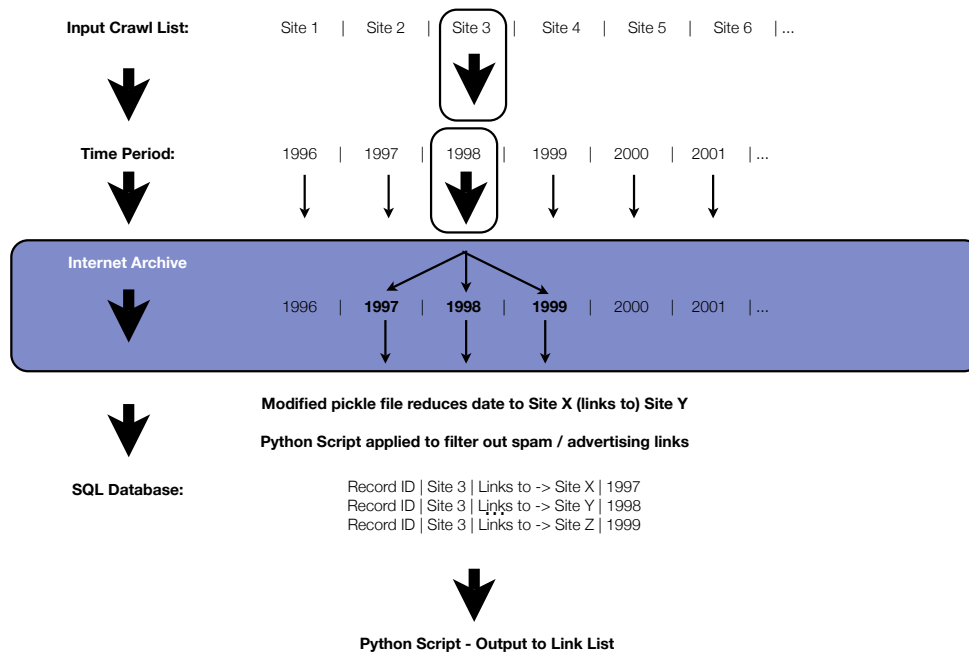 Input Crawl List: Site 1 | Site 2 | Site 3 | Site 4 | Site 5 | Site 6 | ...
Time Period: 1996 | 1997 | 1998 | 1999 | 2000 | 2001 | ...
Internet Archive
1996 | 1997 | 1998 | 1999 | 2000 | 2001 | ...
Modified pickle file reduces date to Site X (links to) Site Y
Python Script applied to filter out spam / advertising links
SQL Database:
Record ID | Site 3 | Links to -> Site X | 1997
Record ID | Site 3 | Links to -> Site Y | 1998
...
Record ID | Site 3 | Links to -> Site Z | 1999
Python Script - Output to Link List